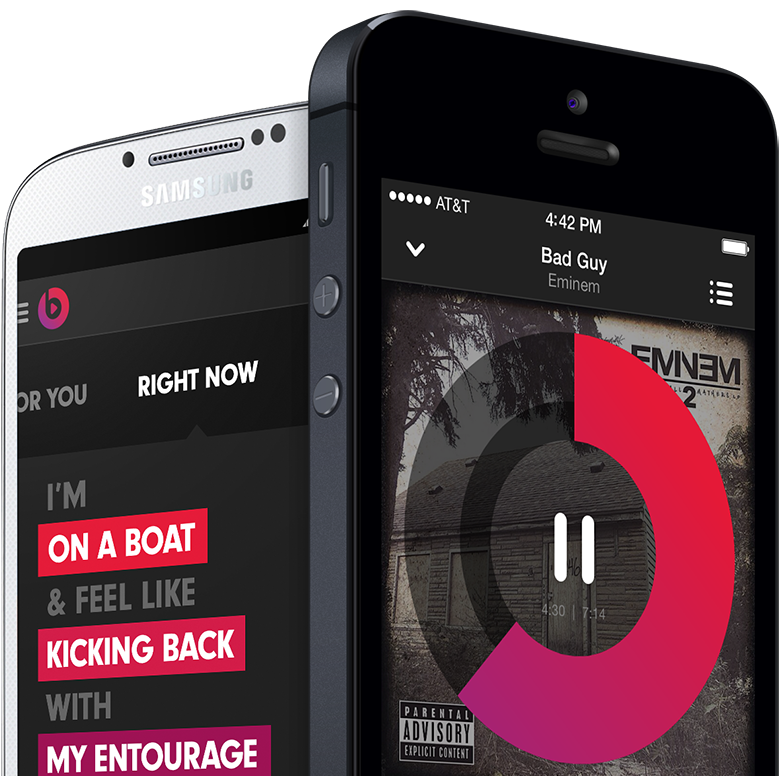 SAMSUNG
OR YOU
RIGHT NOW
I'M
ON A BOAT
& FEEL LIKE
KICKING BACK
WITH
MY ENTOURAGE
AT&T
4:42 PM
Bad Guy
Eminem
EMINEM
2
4:30 | 7:14
PARENTAL
ADVISORY
EXPLICIT CONTENT